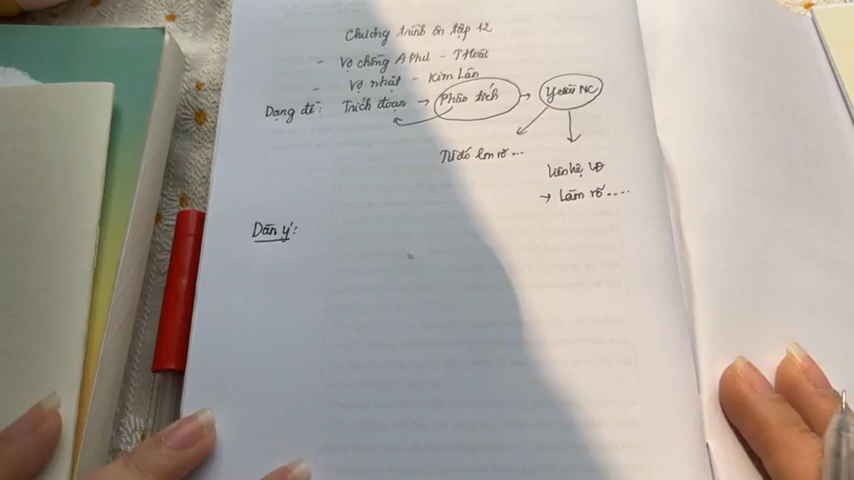 Chương trình ôn tập 12
- Vợ chồng A Phủ - T Hoài
- Vợ nhặt - Kim Lân
Dạng đề: Trích đoạn → Phân tích → Yêu cầu NC
Từ đó làm rõ...
Liên hệ
→ Làm rõ....
Dàn ý: